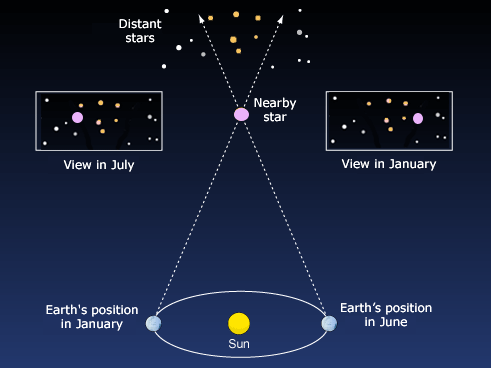 Distant
stars
Nearby
star
View in July
View in January
Earth's position
in January
Earth’s position
in June
Sun